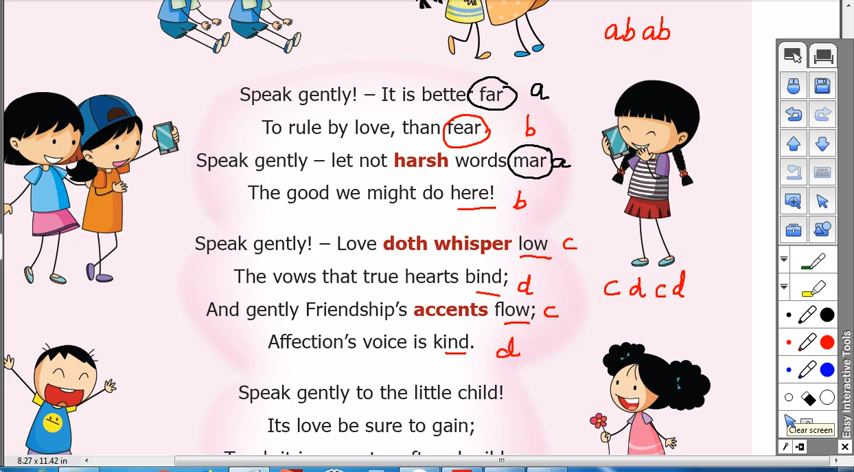 abab
Speak gently! – It is better far a
To rule by love, than fear, b
Speak gently – let not harsh words mar a
The good we might do here! b
Speak gently! – Love doth whisper low c
The vows that true hearts bind; d
cdcd
And gently Friendship's accents flow; c
Affection's voice is kind. d
Speak gently to the little child!
Its love be sure to gain;
8.27 x 11.42 in
Clear screen
Easy Interactive Tools